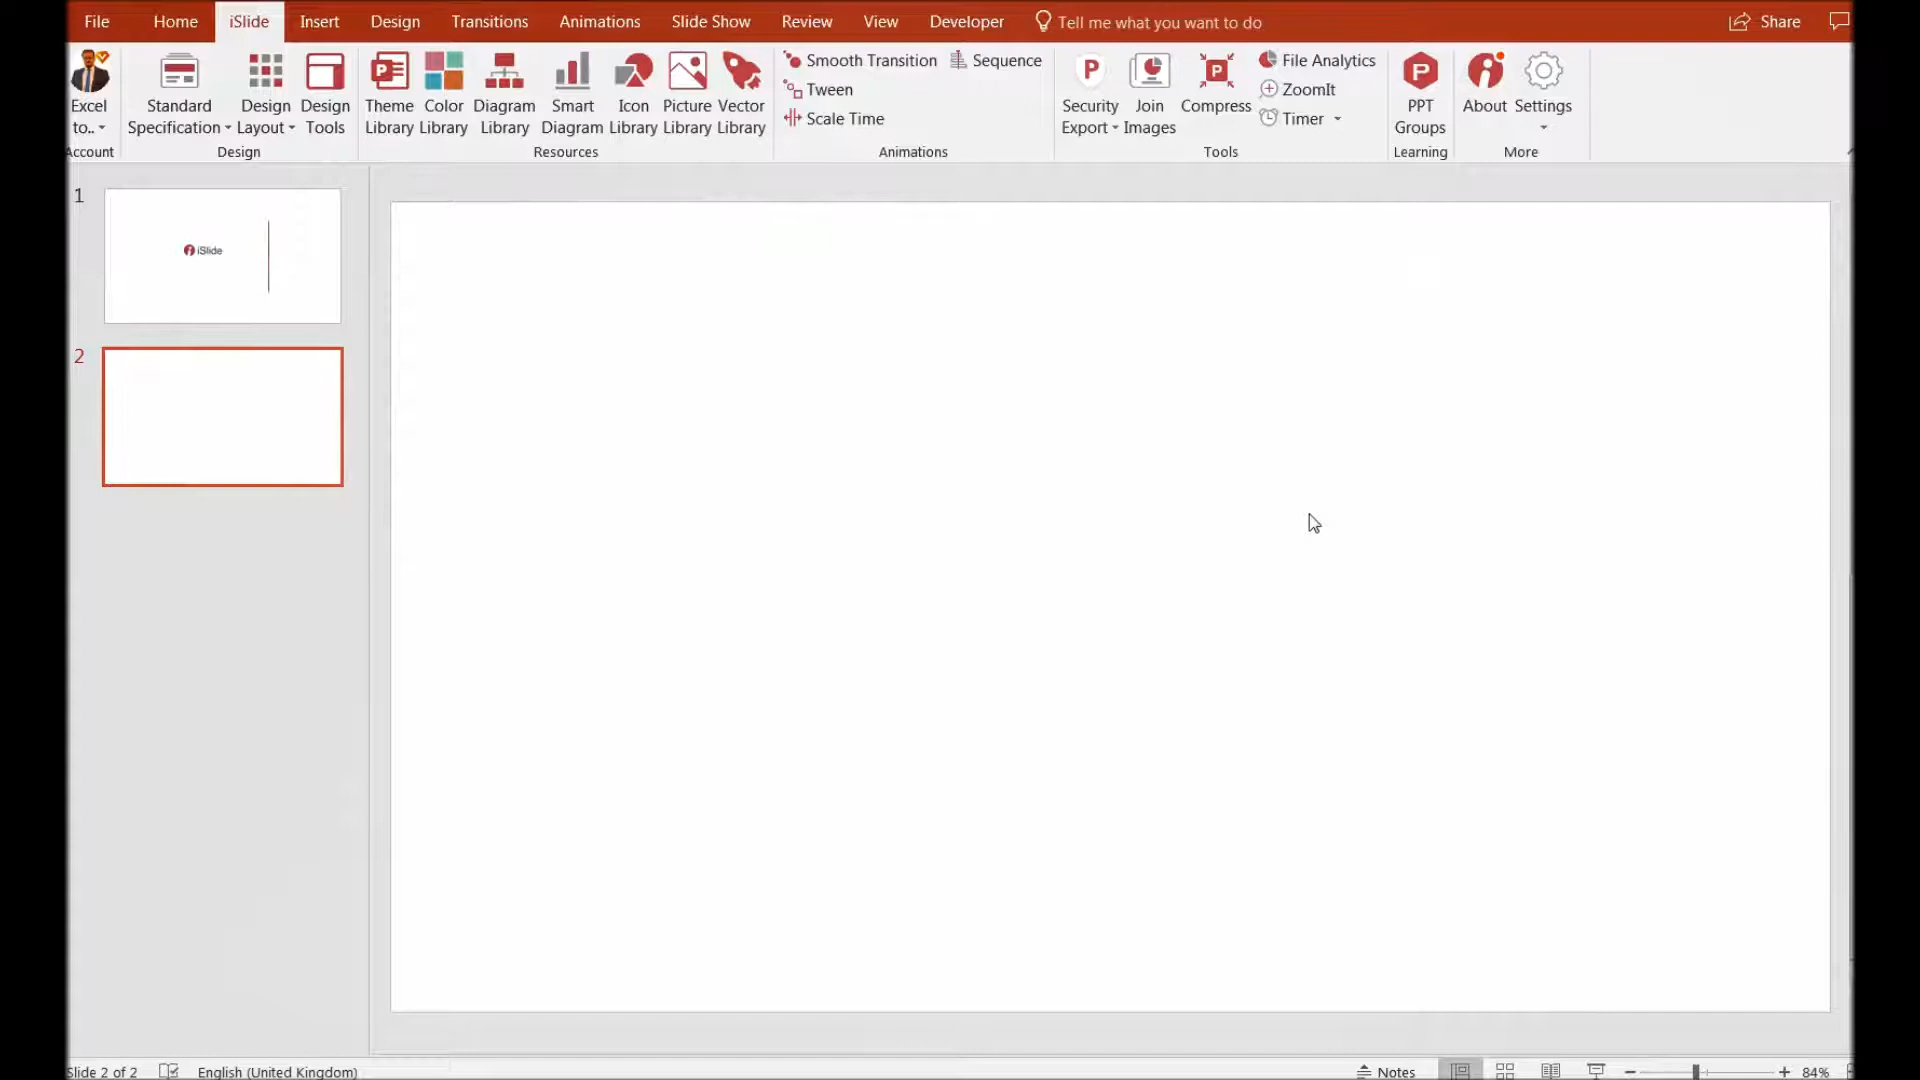 File Home iSlide Insert Design Transitions Animations Slide Show Review View Developer Tell me what you want to do Share
Excel to..
Account
Standard Specification
Design Layout
Design Tools
Design
Theme Library
Color Library
Diagram Library
Smart Diagram
Icon Library
Picture Library
Vector Library
Resources
Smooth Transition
Sequence
Tween
Scale Time
Animations
Security Export
Join Images
Compress
File Analytics
ZoomIt
Timer
Tools
PPT Groups
Learning
About
Settings
More
1
iSlide
2
Slide 2 of 2 English (United Kingdom) Notes 84%